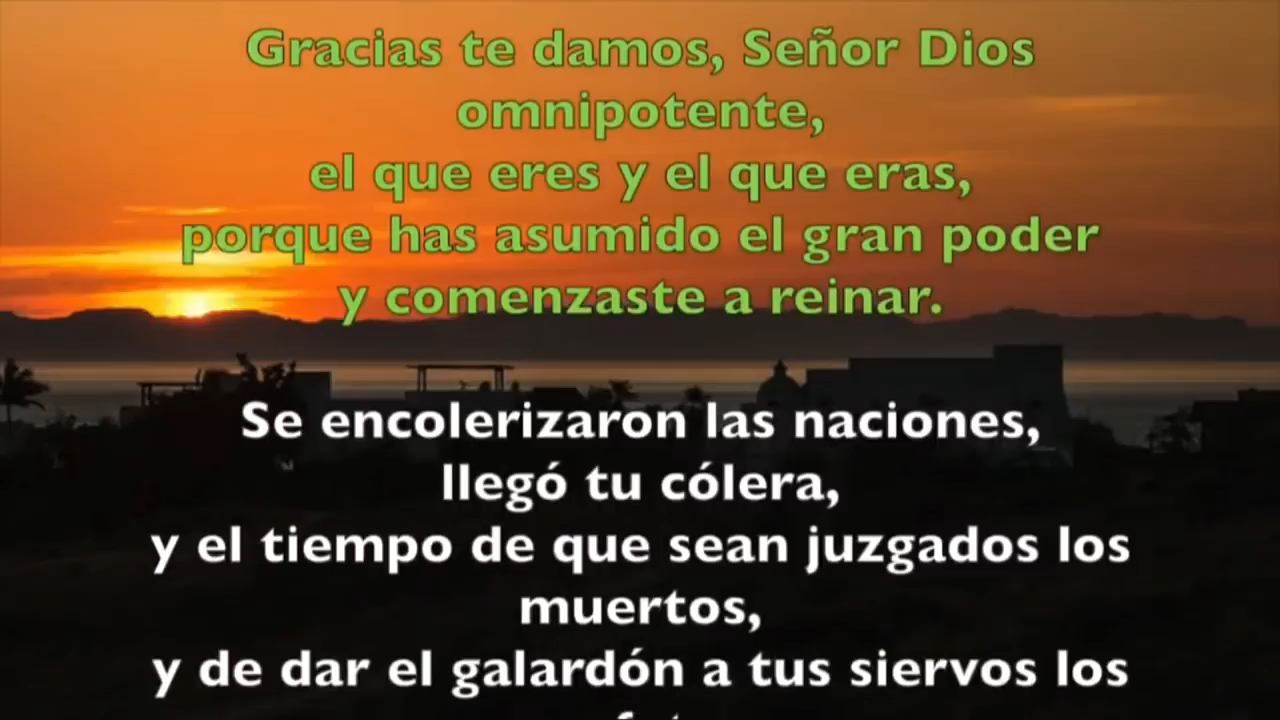 Gracias te damos, Señor Dios
omnipotente,
el que eres y el que eras,
porque has asumido el gran poder
y comenzaste a reinar.
Se encolerizaron las naciones,
llegó tu cólera,
y el tiempo de que sean juzgados los
muertos,
y de dar el galardón a tus siervos los